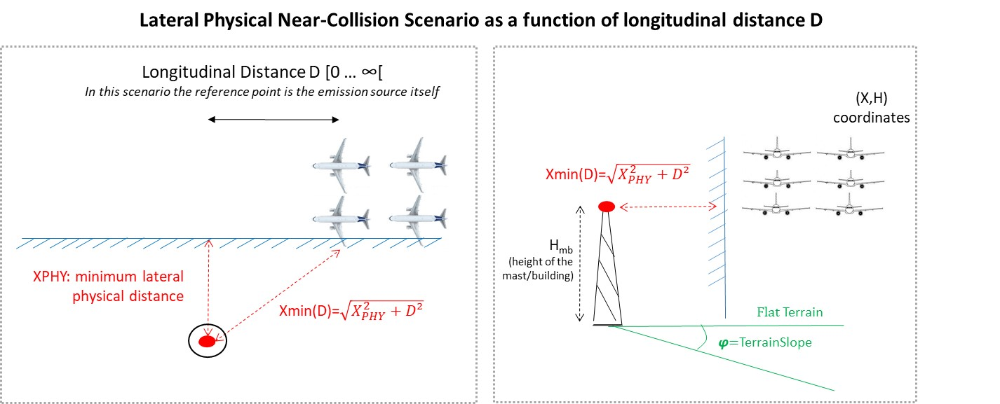 Lateral Physical Near-Collision Scenario as a function of longitudinal distance D
Longitudinal Distance D [0 … ∞[
In this scenario the reference point is the emission source itself
XPHY: minimum lateral
physical distance
Xmin(D)=√(X²PHY + D²)
(X,H)
coordinates
Xmin(D)=√(X²PHY + D²)
Hmb
(height of the
mast/building)
Flat Terrain
φ=TerrainSlope